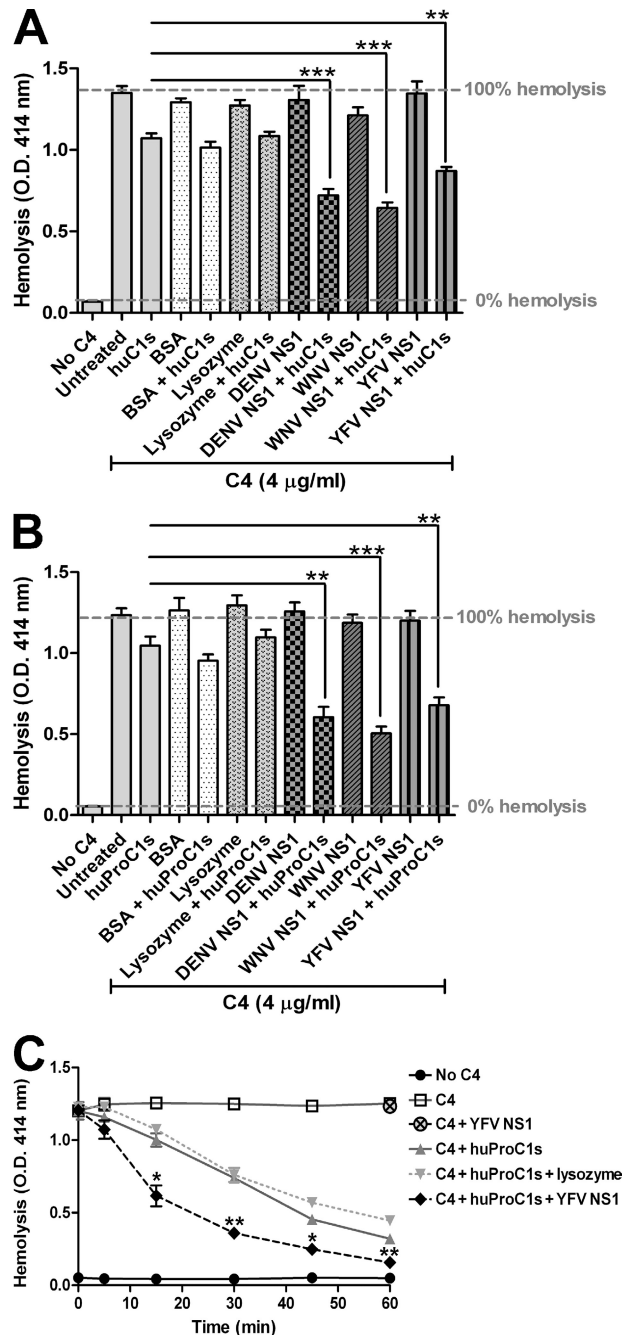 A
**
***
***
1.5
1.0
0.5
0.0
Hemolysis (O.D. 414 nm)
100% hemolysis
0% hemolysis
No C4
Untreated
huC1s
BSA
BSA + huC1s
Lysozyme
Lysozyme + huC1s
DENV NS1
DENV NS1 + huC1s
WNV NS1
WNV NS1 + huC1s
YFV NS1
YFV NS1 + huC1s
C4 (4 μg/ml)
B
**
***
**
1.5
1.0
0.5
0.0
Hemolysis (O.D. 414 nm)
100% hemolysis
0% hemolysis
No C4
Untreated
huProC1s
BSA
BSA + huProC1s
Lysozyme
Lysozyme + huProC1s
DENV NS1
DENV NS1 + huProC1s
WNV NS1
WNV NS1 + huProC1s
YFV NS1
YFV NS1 + huProC1s
C4 (4 μg/ml)
C
1.5
1.0
0.5
0.0
Hemolysis (O.D. 414 nm)
*
**
*
**
0 10 20 30 40 50 60
Time (min)
No C4
C4
C4 + YFV NS1
C4 + huProC1s
C4 + huProC1s + lysozyme
C4 + huProC1s + YFV NS1